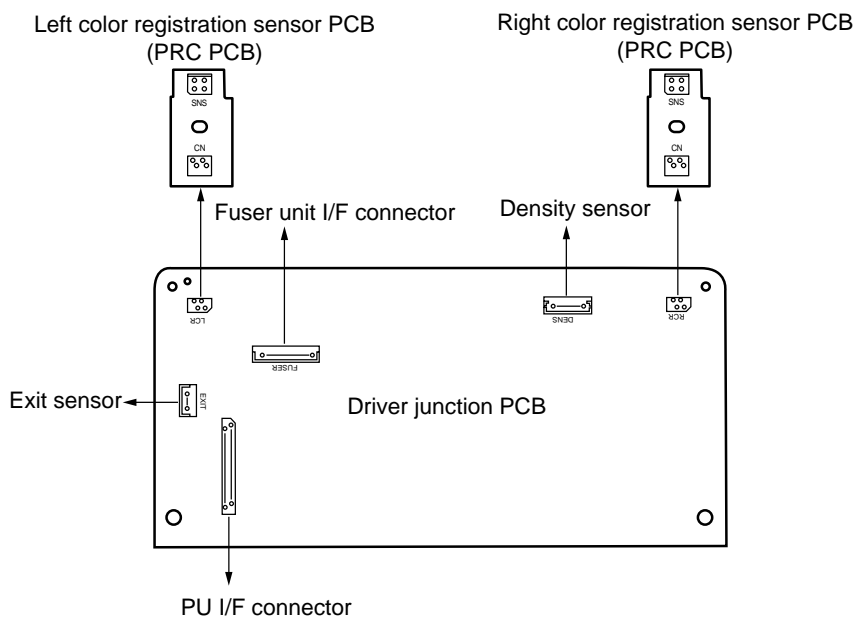 Left color registration sensor PCB
(PRC PCB)
Right color registration sensor PCB
(PRC PCB)
SNS
CN
SNS
CN
Fuser unit I/F connector
Density sensor
LCR
DENS
RCR
FUSER
Exit sensor
EXIT
Driver junction PCB
PU I/F connector